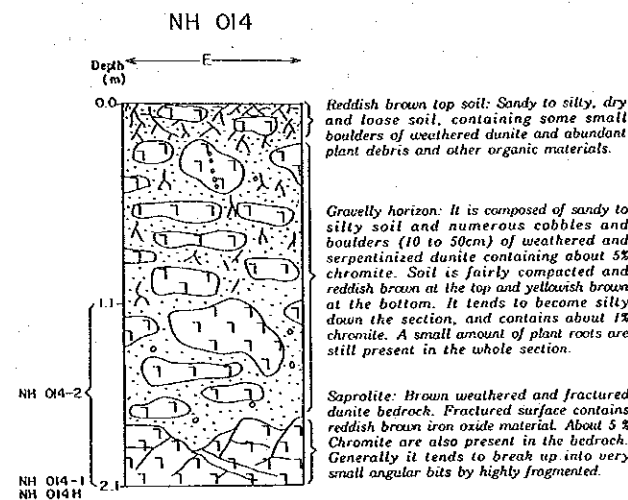 NH 014
Depth
(m)
E
0.0
Reddish brown top soil: Sandy to silty, dry
and loose soil, containing some small
boulders of weathered dunite and abundant
plant debris and other organic materials.
Gravelly horizon: It is composed of sandy to
silty soil and numerous cobbles and
boulders (10 to 50cm) of weathered and
serpentinized dunite containing about 5%
chromite. Soil is fairly compacted and
reddish brown at the top and yellowish brown
at the bottom. It tends to become silty
down the section, and contains about 1%
chromite. A small amount of plant roots are
still present in the whole section.
1.1
NH 014-2
Saprolite: Brown weathered and fractured
dunite bedrock. Fractured surface contains
reddish brown iron oxide material. About 5 %
Chromite are also present in the bedrock.
Generally it tends to break up into very
small angular bits by highly fragmented.
NH 014-1
NH 014H
2.1